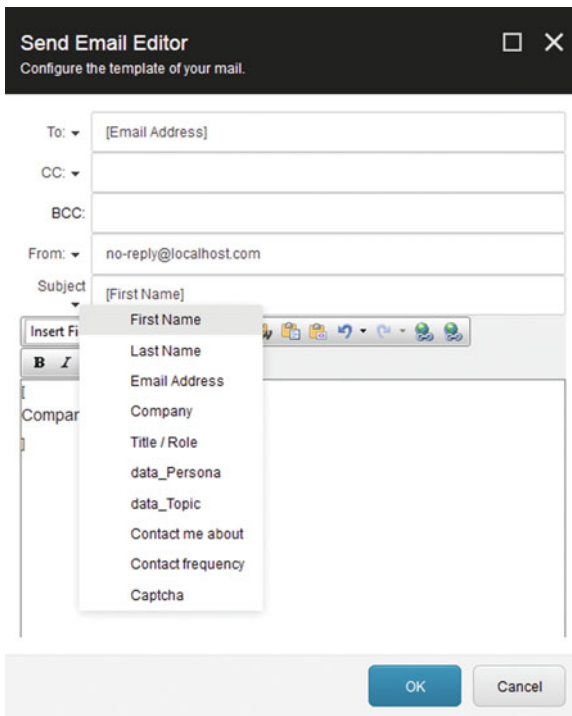 Send Email Editor
Configure the template of your mail.
To:
[Email Address]
CC:
BCC:
From:
no-reply@localhost.com
Subject
[First Name]
Insert Fi
B I
[
Compar
]
First Name
Last Name
Email Address
Company
Title / Role
data_Persona
data_Topic
Contact me about
Contact frequency
Captcha
OK
Cancel